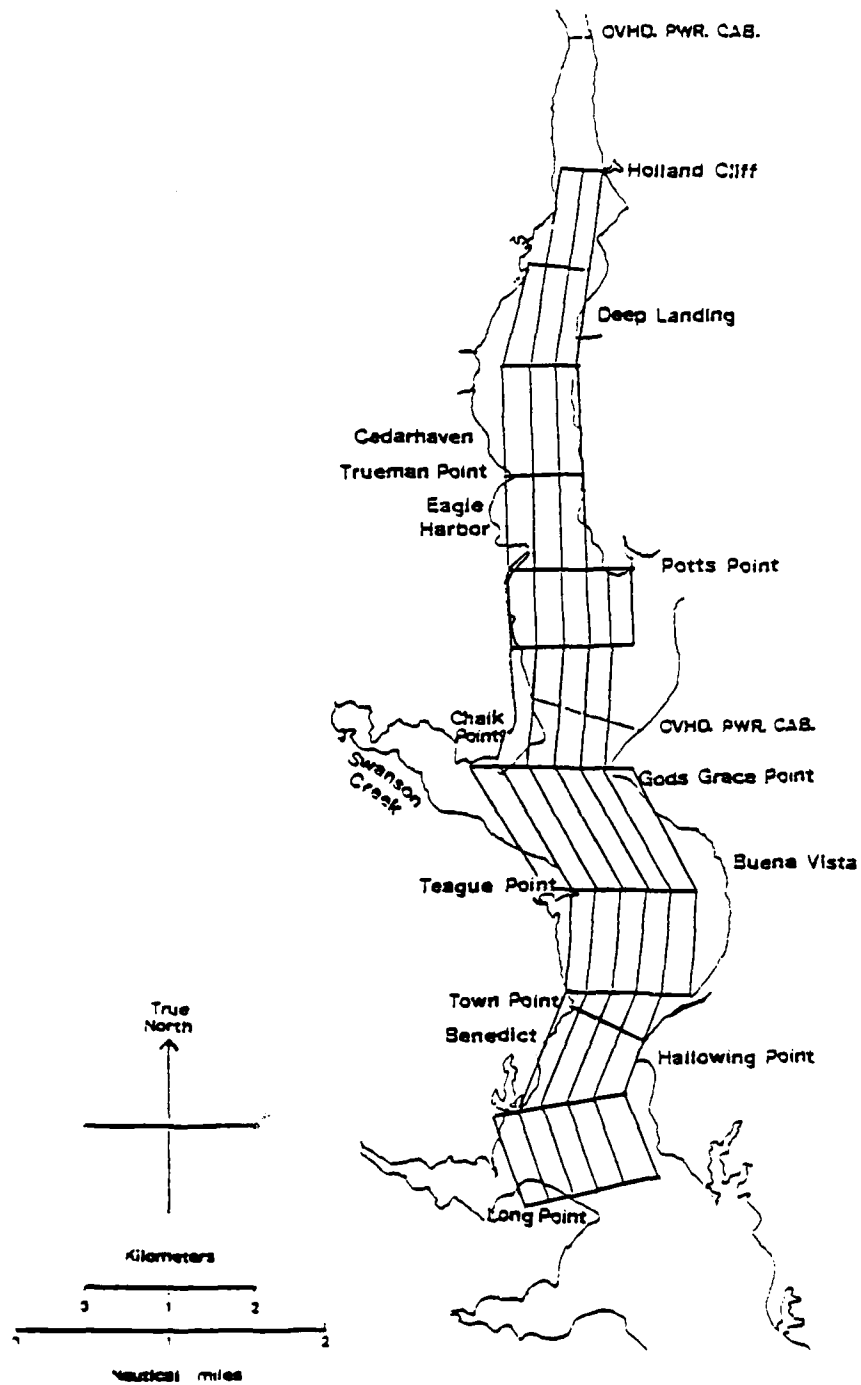 OVHD. PWR. CAB.
Holland Cliff
Deep Landing
Cedarhaven
Trueman Point
Eagle
Harbor
Potts Point
Chalk
Point
OVHD. PWR. CAB.
Swanson
Creek
Gods Grace Point
Buena Vista
Teague Point
Town Point
Benedict
Hallowing Point
True
North
Long Point
Kilometers
0 1 2
0 1 2
Nautical miles